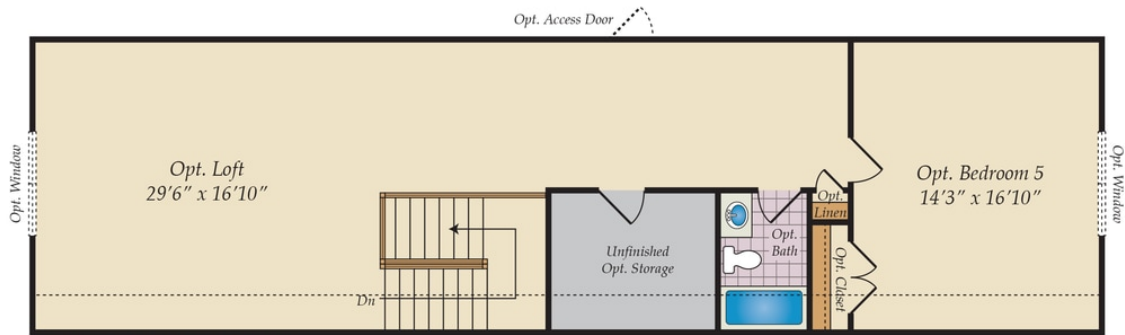 Opt. Access Door
Opt. Window
Opt. Loft
29'6" x 16'10"
Opt. Bedroom 5
14'3" x 16'10"
Opt. Window
Opt.
Linen
Opt.
Bath
Unfinished
Opt. Storage
Opt. Closet
Dn